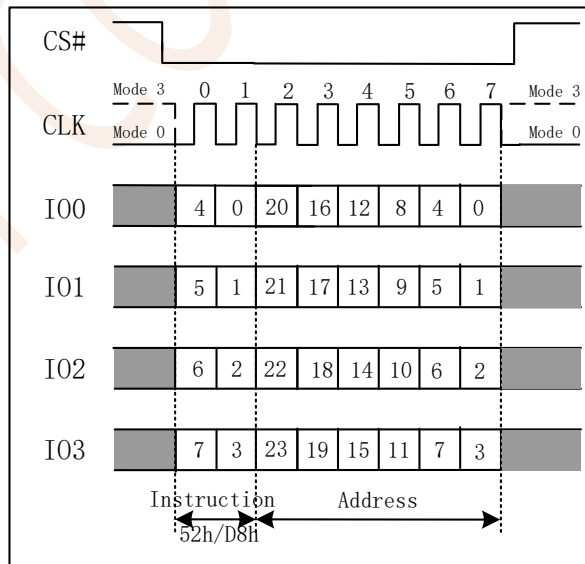 CS#
Mode 3 0 1 2 3 4 5 6 7 Mode 3
CLK
Mode 0 Mode 0
IO0 4 0 20 16 12 8 4 0
IO1 5 1 21 17 13 9 5 1
IO2 6 2 22 18 14 10 6 2
IO3 7 3 23 19 15 11 7 3
Instruction Address
52h/D8h